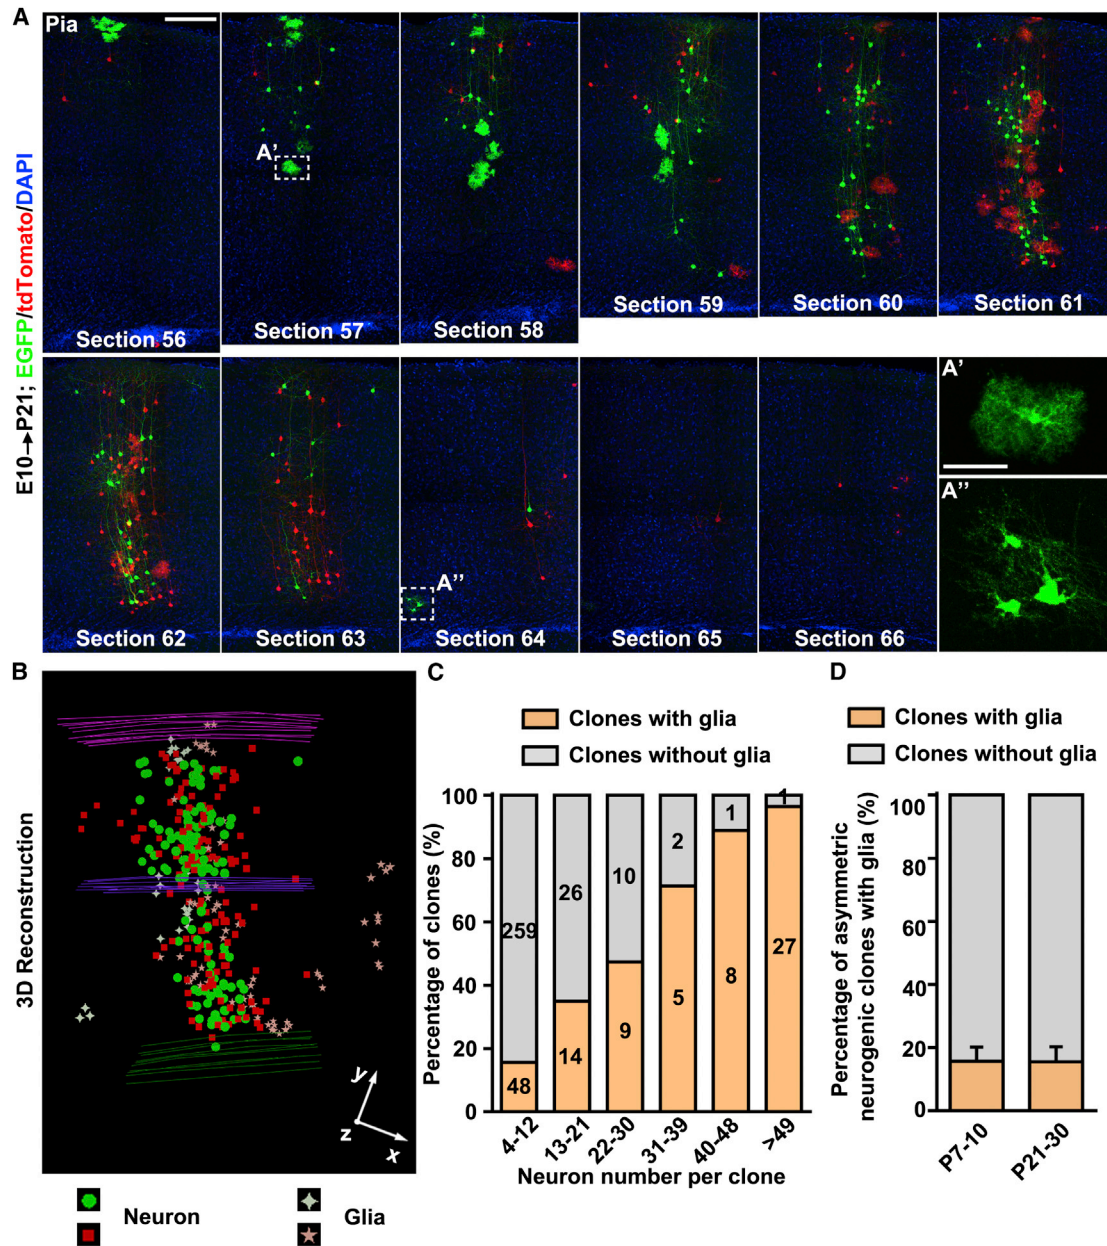 A
E10→P21; EGFP/tdTomato/DAPI
Pia
A'
Section 56
Section 57
Section 58
Section 59
Section 60
Section 61
A''
Section 62
Section 63
Section 64
Section 65
Section 66
A'
A''
B
3D Reconstruction
y
z
x
Neuron
Glia
C
Clones with glia
Clones without glia
Percentage of clones (%)
100
80
60
40
20
0
259
48
26
14
10
9
2
5
1
8
1
27
4-12
13-21
22-30
31-39
40-48
>49
Neuron number per clone
D
Clones with glia
Clones without glia
Percentage of asymmetric
neurogenic clones with glia (%)
100
80
60
40
20
0
P7-10
P21-30